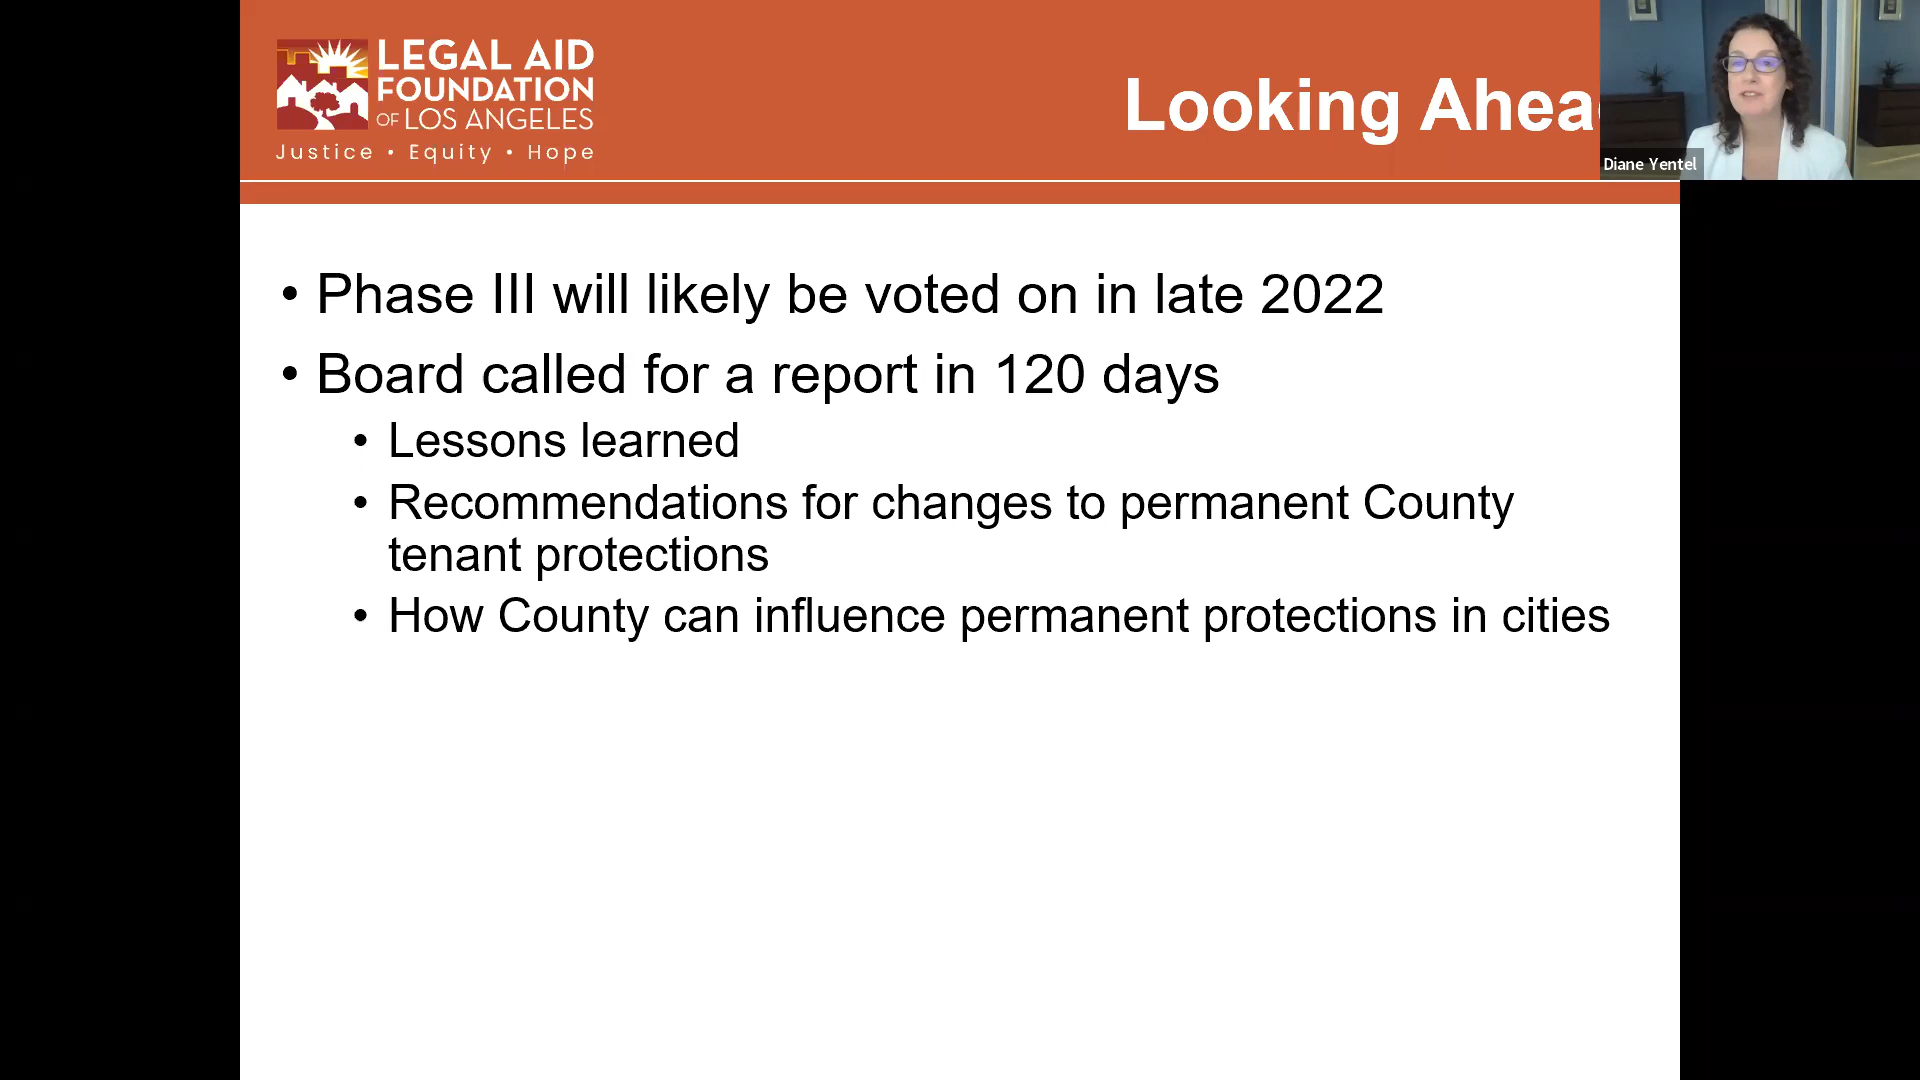 LEGAL AID
FOUNDATION
OF LOS ANGELES
Justice • Equity • Hope
Looking Ahea
Diane Yentel
• Phase III will likely be voted on in late 2022
• Board called for a report in 120 days
• Lessons learned
• Recommendations for changes to permanent County
tenant protections
• How County can influence permanent protections in cities